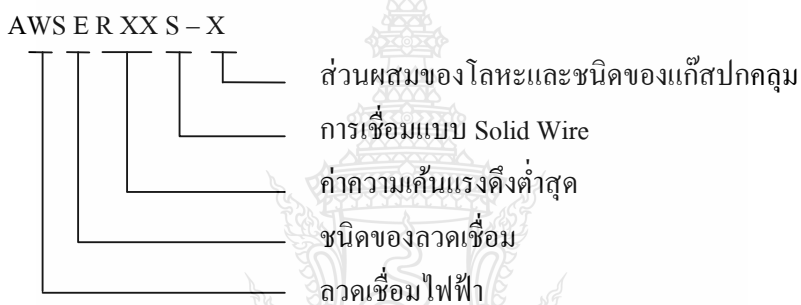 AWS E R XX S – X
ส่วนผสมของโลหะและชนิดของแก๊สปกคลุม
การเชื่อมแบบ Solid Wire
ค่าความเค้นแรงดึงต่ำสุด
ชนิดของลวดเชื่อม
ลวดเชื่อมไฟฟ้า